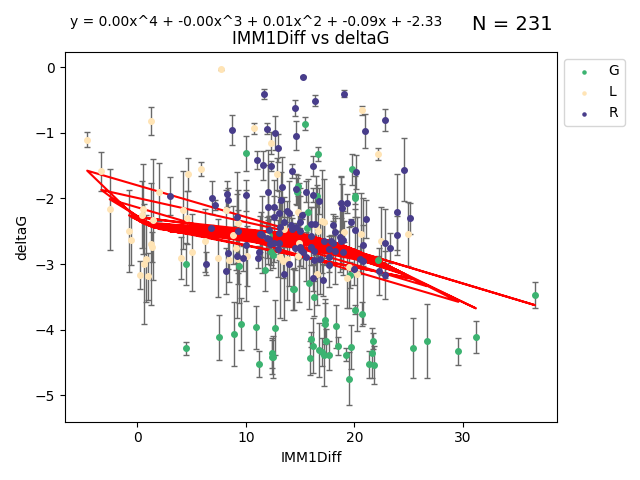 y = 0.00x^4 + -0.00x^3 + 0.01x^2 + -0.09x + -2.33
N = 231
IMM1Diff vs deltaG
G
L
R
deltaG
0
−1
−2
−3
−4
−5
0
10
20
30
IMM1Diff